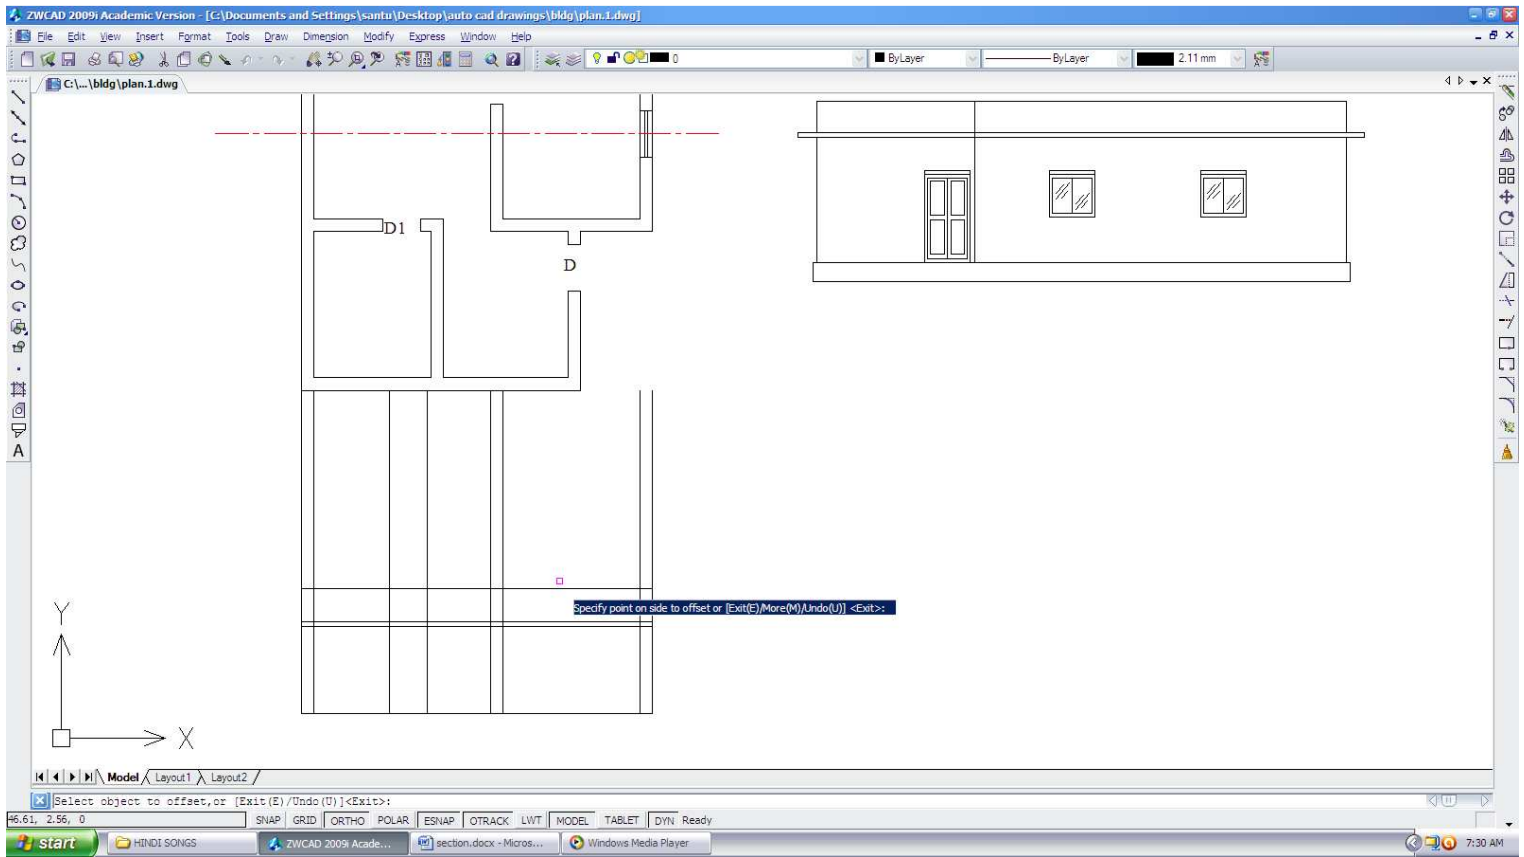 ZWCAD 2009i Academic Version - [C:\Documents and Settings\santu\Desktop\auto cad drawings\bldg\plan.1.dwg]
File Edit View Insert Format Tools Draw Dimension Modify Express Window Help
0 ByLayer ByLayer 2.11 mm
C:\...\bldg\plan.1.dwg
D1
D
Specify point on side to offset or [Exit(E)/More(M)/Undo(U)] <Exit>:
Y
X
A
Model Layout1 Layout2
Select object to offset,or [Exit(E)/Undo(U)]<Exit>:
46.61, 2.56, 0 SNAP GRID ORTHO POLAR ESNAP OTRACK LWT MODEL TABLET DYN Ready
start HINDI SONGS ZWCAD 2009i Acade... section.docx - Micros... Windows Media Player 7:30 AM